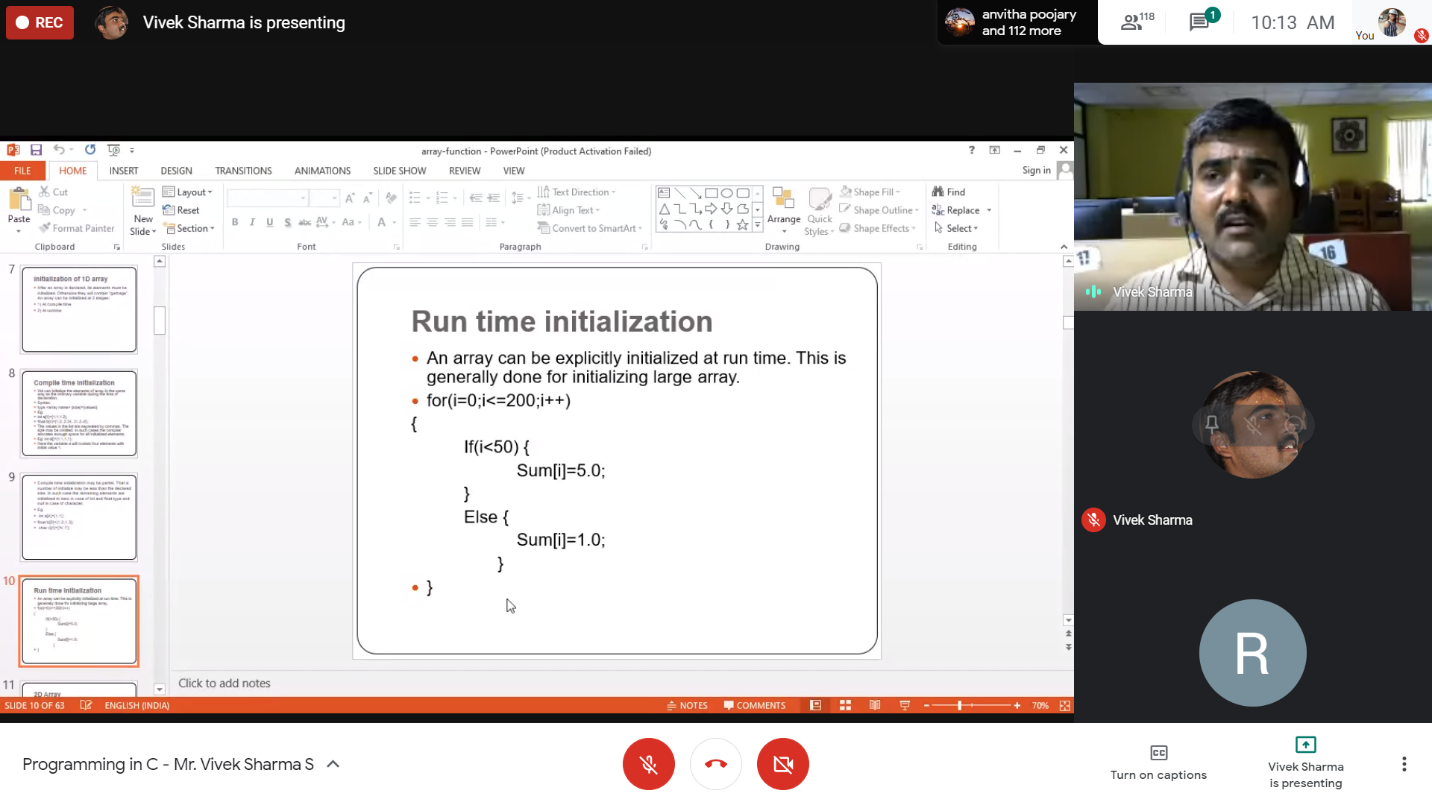 REC
Vivek Sharma is presenting
anvitha poojary
and 112 more
118
1
10:13 AM
You
array-function - PowerPoint (Product Activation Failed)
Sign in
FILE
HOME
INSERT
DESIGN
TRANSITIONS
ANIMATIONS
SLIDE SHOW
REVIEW
VIEW
Paste
Cut
Copy
Format Painter
Clipboard
New
Slide
Layout
Reset
Section
Slides
Font
Text Direction
Align Text
Convert to SmartArt
Paragraph
Arrange
Quick
Styles
Shape Fill
Shape Outline
Shape Effects
Drawing
Find
Replace
Select
Editing
7
Initialization of 1D array
8
Compile time initialization
9
10
Run time initialization
11
2D Array
Run time initialization
• An array can be explicitly initialized at run time. This is
generally done for initializing large array.
• for(i=0;i<=200;i++)
{
If(i<50) {
Sum[i]=5.0;
}
Else {
Sum[i]=1.0;
}
• }
Click to add notes
SLIDE 10 OF 63
ENGLISH (INDIA)
NOTES
COMMENTS
70%
17
16
Vivek Sharma
Vivek Sharma
R
Programming in C - Mr. Vivek Sharma S
Turn on captions
Vivek Sharma
is presenting